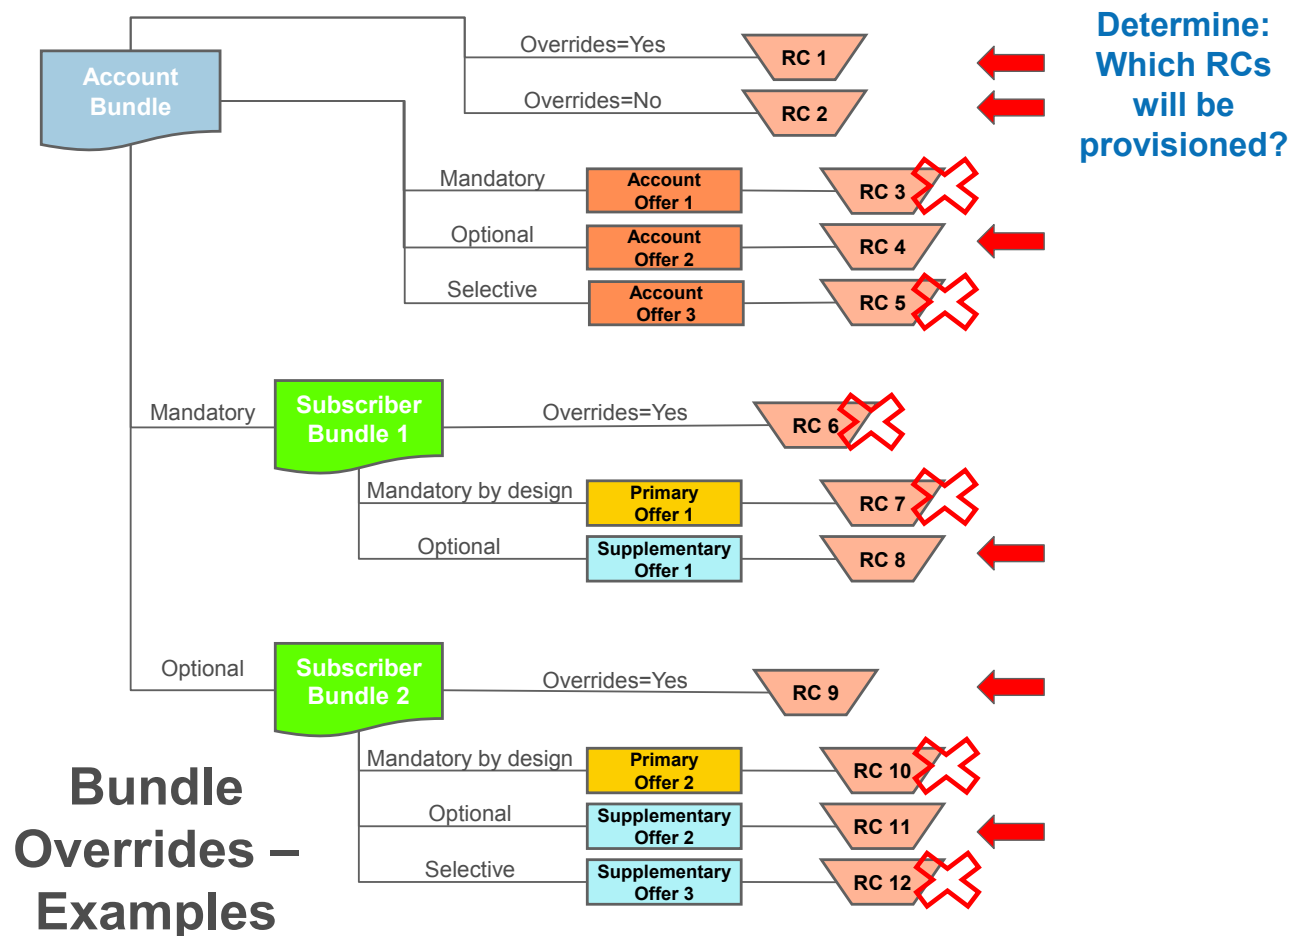 Account
Bundle
Overrides=Yes
RC 1
Overrides=No
RC 2
Determine:
Which RCs
will be
provisioned?
Mandatory
Account
Offer 1
RC 3
Optional
Account
Offer 2
RC 4
Selective
Account
Offer 3
RC 5
Mandatory
Subscriber
Bundle 1
Overrides=Yes
RC 6
Mandatory by design
Primary
Offer 1
RC 7
Optional
Supplementary
Offer 1
RC 8
Optional
Subscriber
Bundle 2
Overrides=Yes
RC 9
Mandatory by design
Primary
Offer 2
RC 10
Optional
Supplementary
Offer 2
RC 11
Selective
Supplementary
Offer 3
RC 12
Bundle
Overrides –
Examples